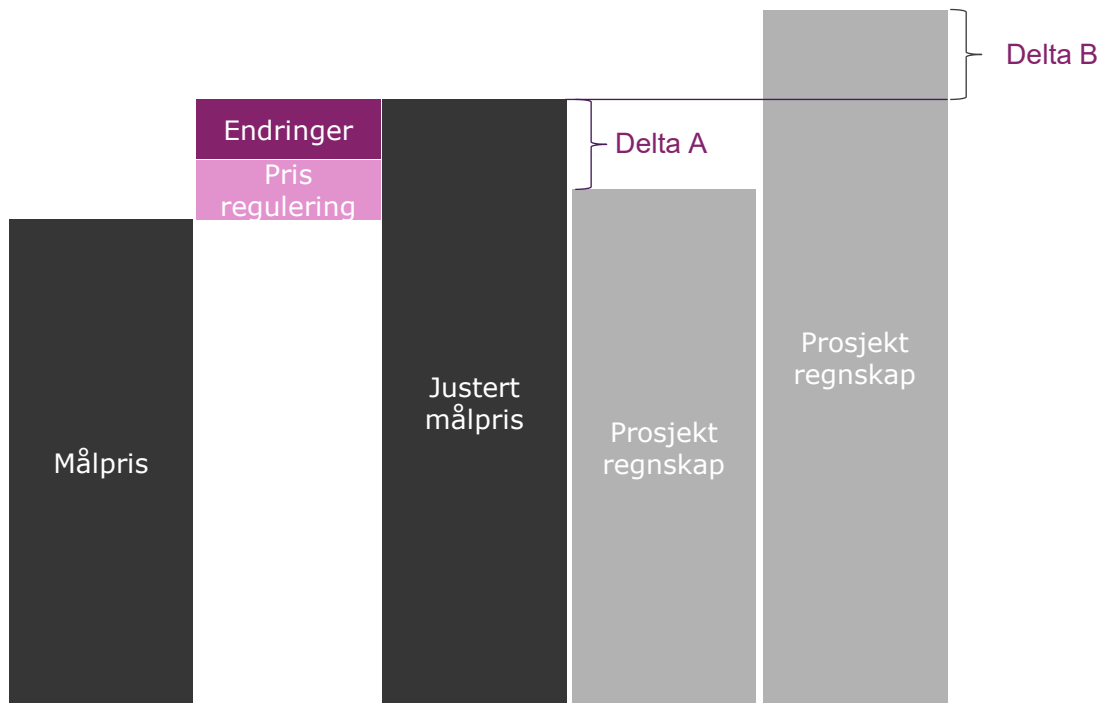 Delta B
Endringer
Delta A
Pris
regulering
Prosjekt
regnskap
Justert
målpris
Prosjekt
regnskap
Målpris